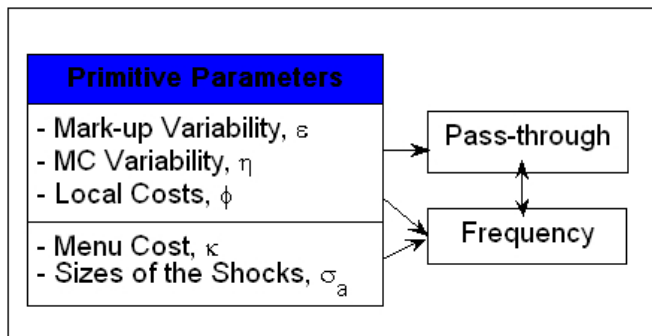 Primitive Parameters
- Mark-up Variability, ε
- MC Variability, η
- Local Costs, ϕ
- Menu Cost, κ
- Sizes of the Shocks, σa
Pass-through
Frequency